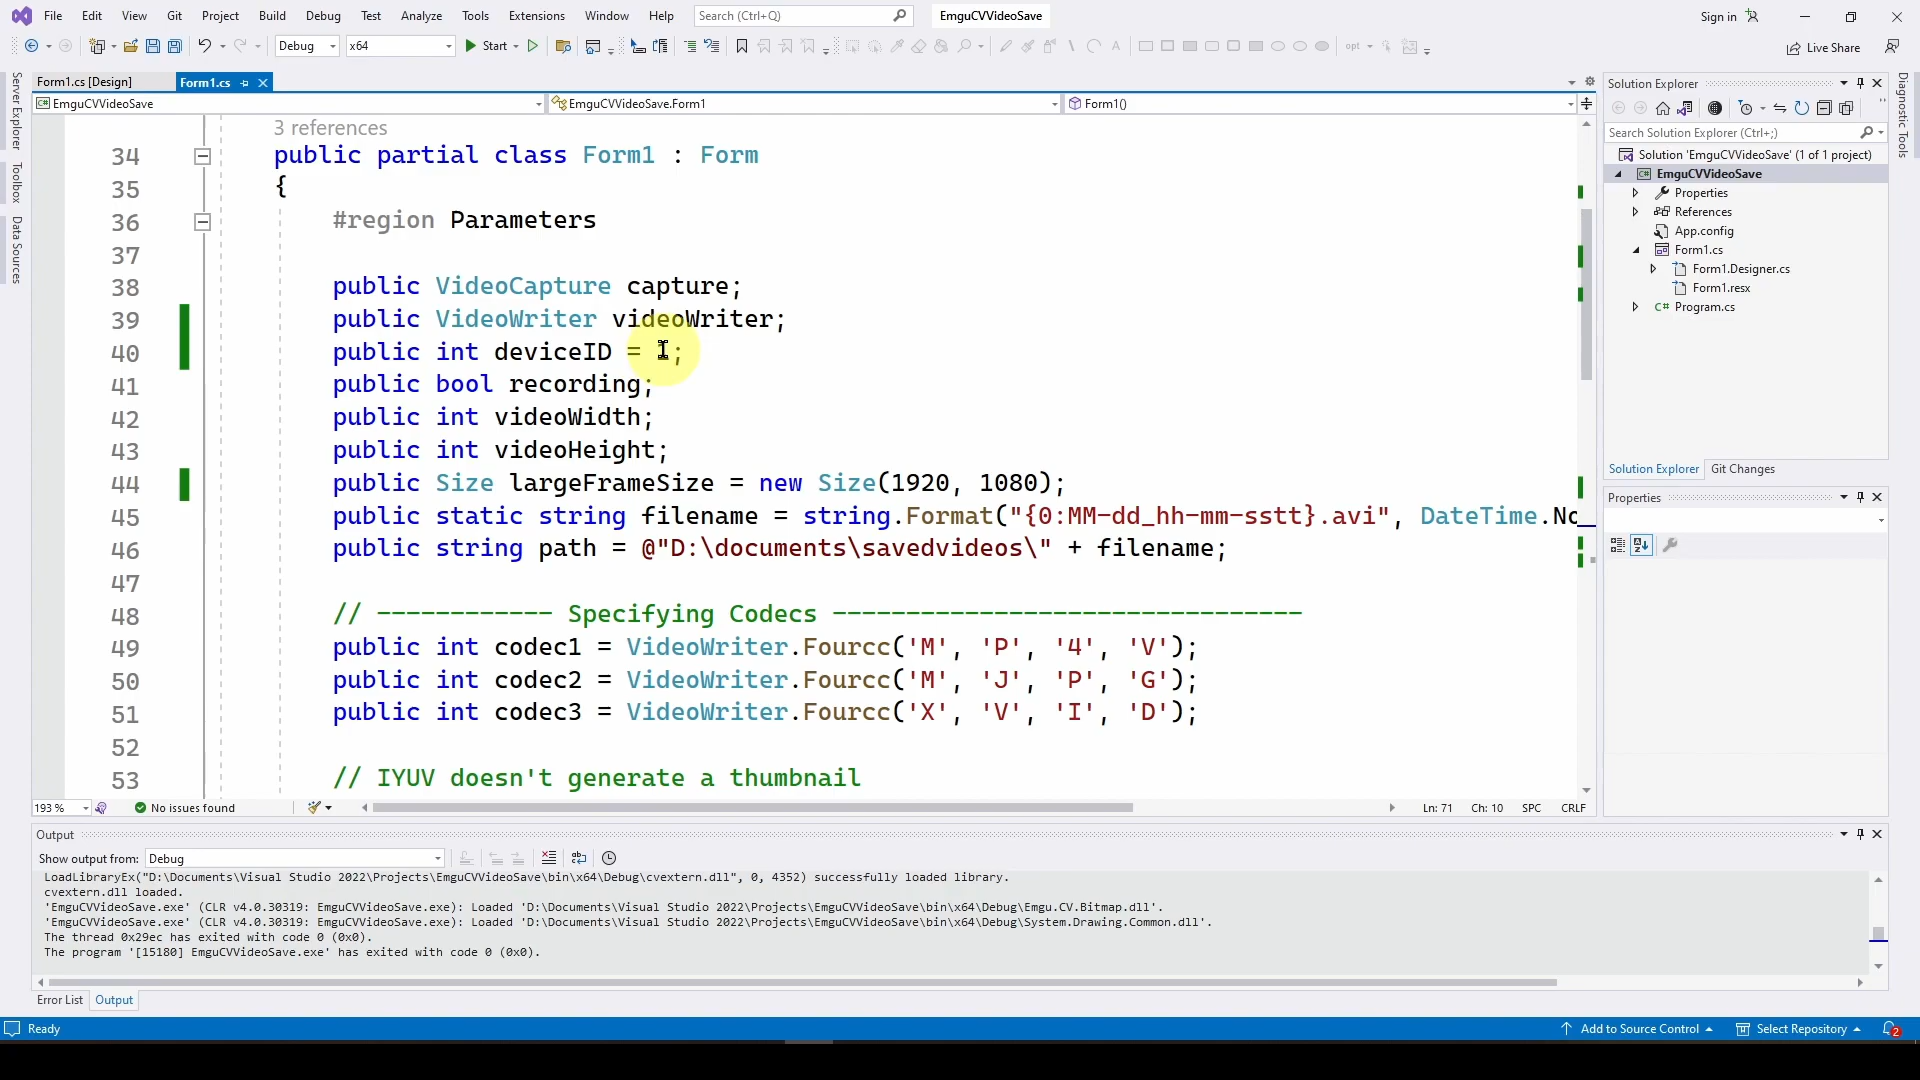 File Edit View Git Project Build Debug Test Analyze Tools Extensions Window Help Search (Ctrl+Q) EmguCVVideoSave Sign in
Debug x64 Start Live Share
Form1.cs [Design] Form1.cs
EmguCVVideoSave EmguCVVideoSave.Form1 Form1()
Server Explorer
Toolbox
Data Sources
3 references
34 public partial class Form1 : Form
35 {
36 #region Parameters
37
38 public VideoCapture capture;
39 public VideoWriter videoWriter;
40 public int deviceID = ;
41 public bool recording;
42 public int videoWidth;
43 public int videoHeight;
44 public Size largeFrameSize = new Size(1920, 1080);
45 public static string filename = string.Format("{0:MM-dd_hh-mm-sstt}.avi", DateTime.No
46 public string path = @"D:\documents\savedvideos\" + filename;
47
48 // ------------ Specifying Codecs --------------------------------
49 public int codec1 = VideoWriter.Fourcc('M', 'P', '4', 'V');
50 public int codec2 = VideoWriter.Fourcc('M', 'J', 'P', 'G');
51 public int codec3 = VideoWriter.Fourcc('X', 'V', 'I', 'D');
52
53 // IYUV doesn't generate a thumbnail
193 % No issues found Ln: 71 Ch: 10 SPC CRLF
Solution Explorer
Search Solution Explorer (Ctrl+;)
Solution 'EmguCVVideoSave' (1 of 1 project)
EmguCVVideoSave
Properties
References
App.config
Form1.cs
Form1.Designer.cs
Form1.resx
C# Program.cs
Solution Explorer Git Changes
Properties
Diagnostic Tools
Output
Show output from: Debug
LoadLibraryEx("D:\Documents\Visual Studio 2022\Projects\EmguCVVideoSave\bin\x64\Debug\cvextern.dll", 0, 4352) successfully loaded library.
cvextern.dll loaded.
'EmguCVVideoSave.exe' (CLR v4.0.30319: EmguCVVideoSave.exe): Loaded 'D:\Documents\Visual Studio 2022\Projects\EmguCVVideoSave\bin\x64\Debug\Emgu.CV.Bitmap.dll'.
'EmguCVVideoSave.exe' (CLR v4.0.30319: EmguCVVideoSave.exe): Loaded 'D:\Documents\Visual Studio 2022\Projects\EmguCVVideoSave\bin\x64\Debug\System.Drawing.Common.dll'.
The thread 0x29ec has exited with code 0 (0x0).
The program '[15180] EmguCVVideoSave.exe' has exited with code 0 (0x0).
Error List Output
Ready Add to Source Control Select Repository 2